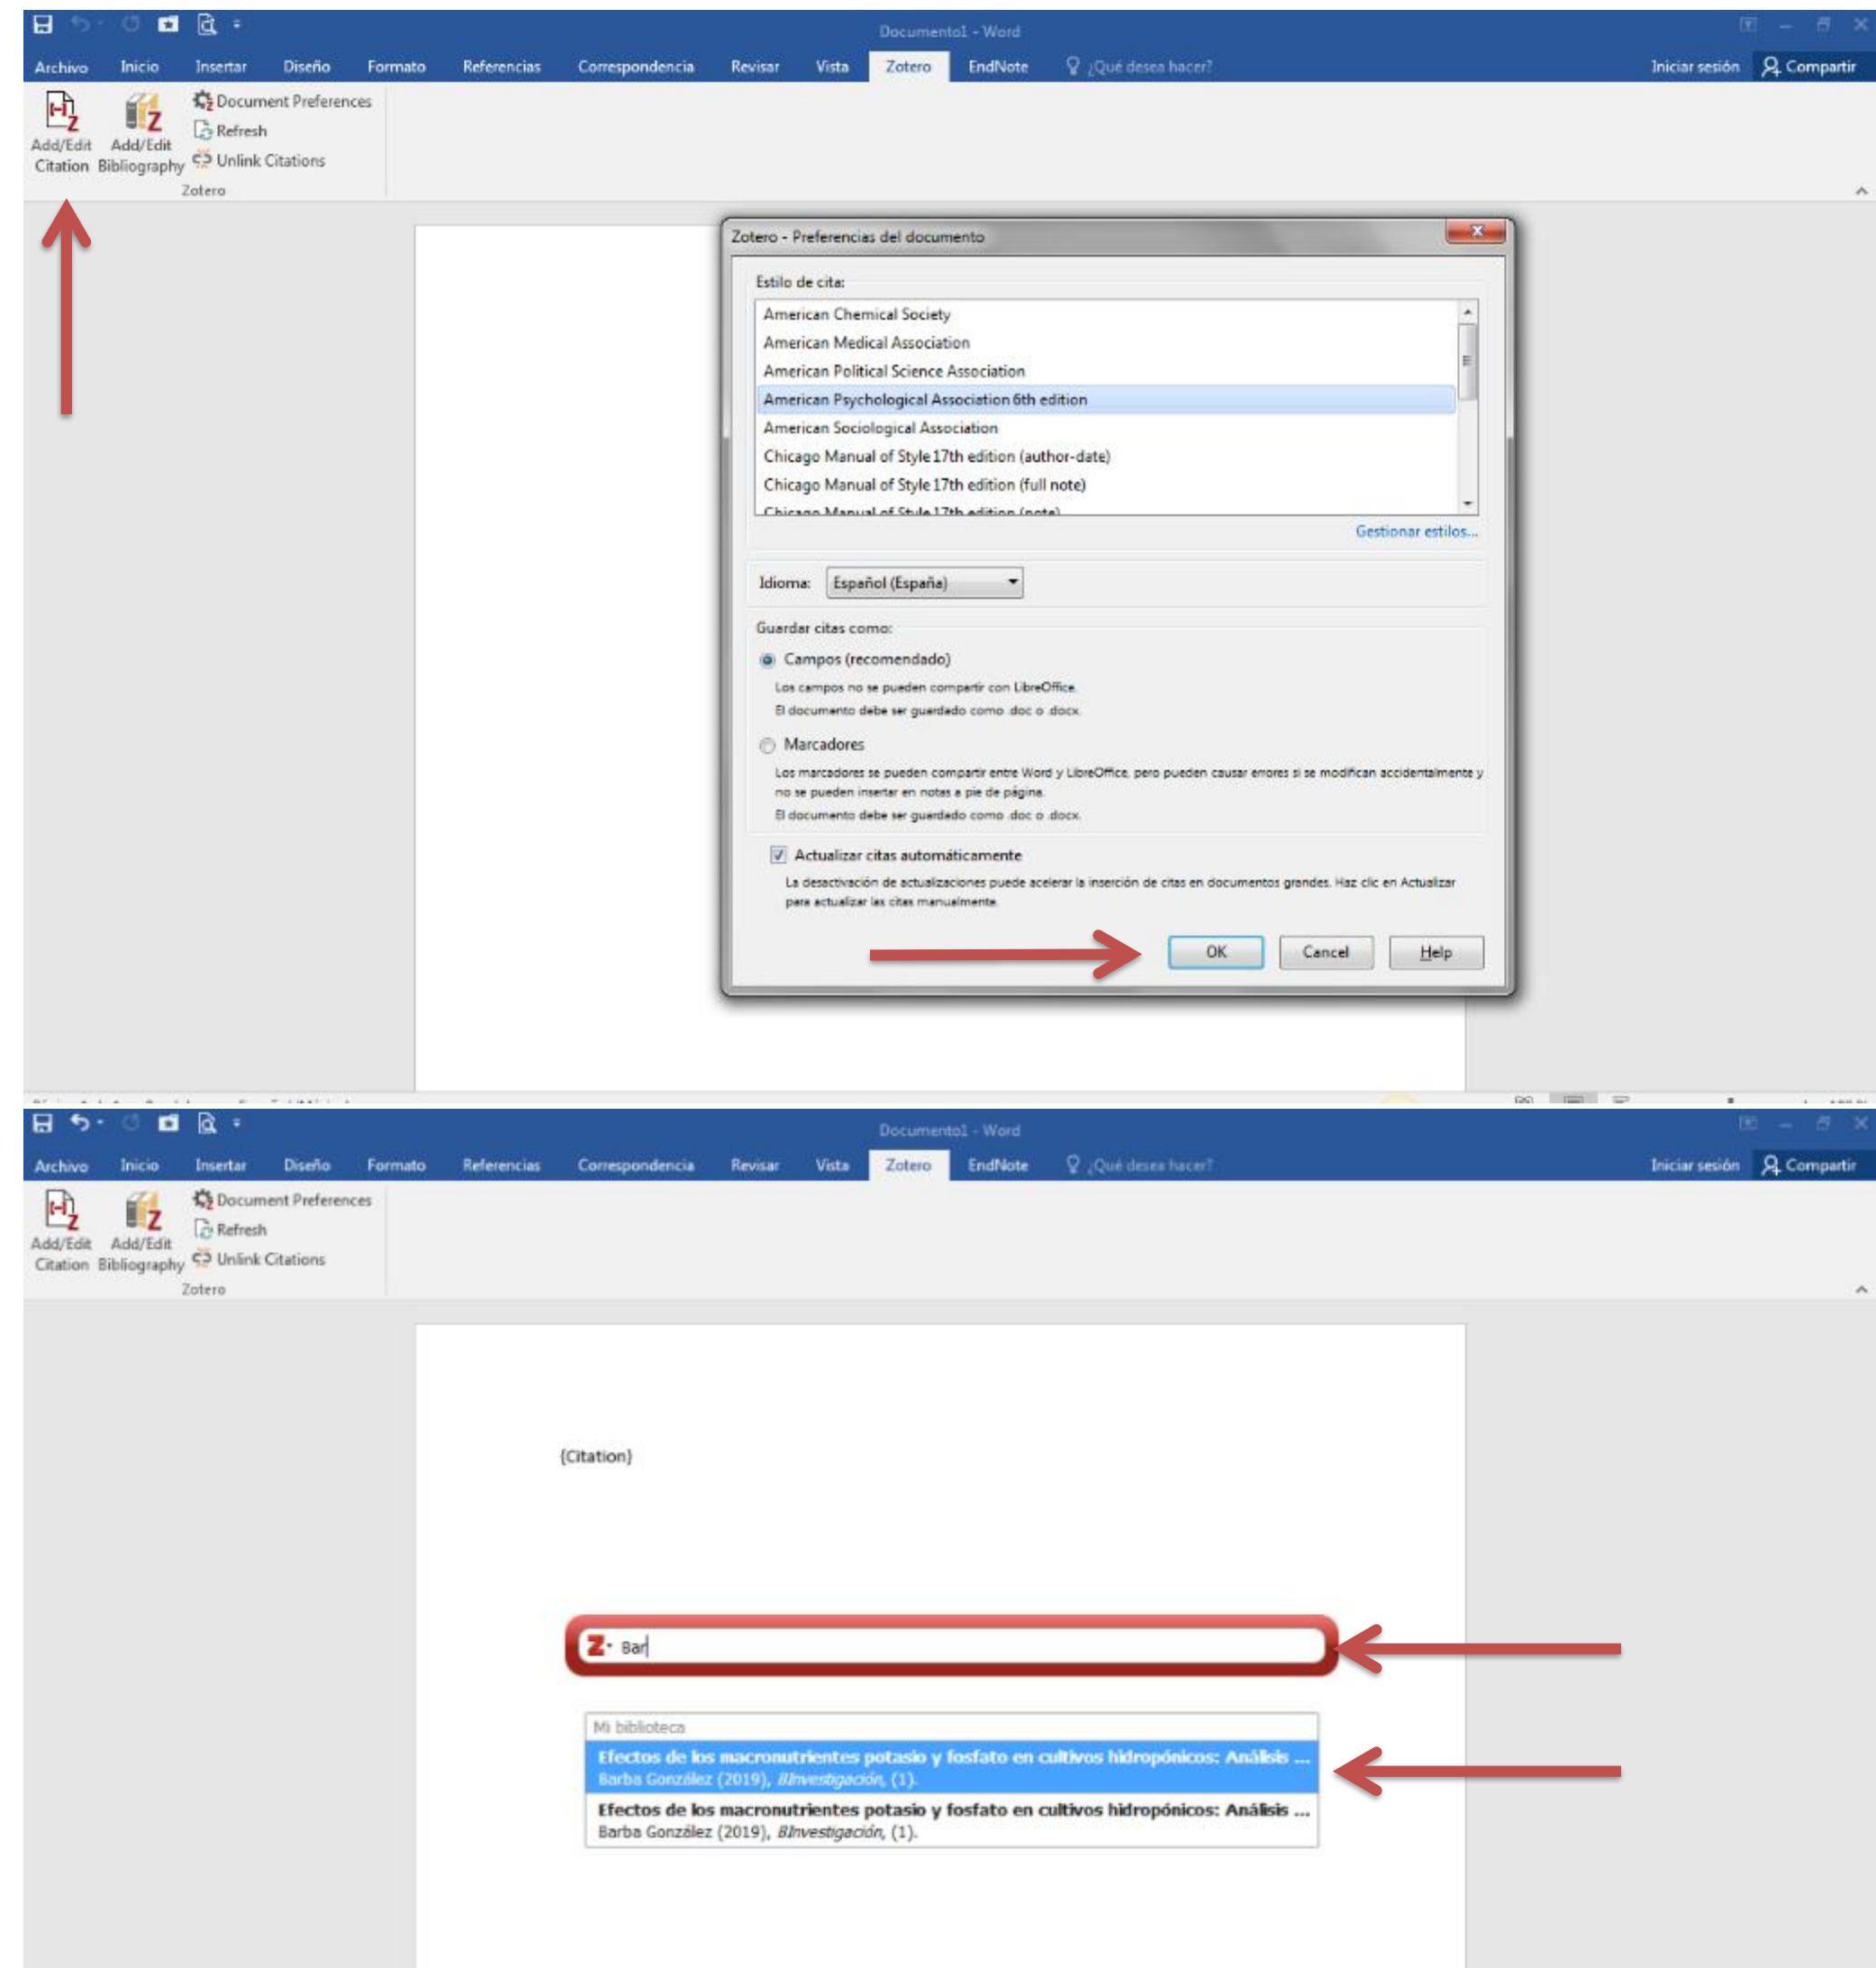 Documento1 - Word
Archivo Inicio Insertar Diseño Formato Referencias Correspondencia Revisar Vista Zotero EndNote ¿Qué desea hacer? Iniciar sesión Compartir
Document Preferences
Refresh
Add/Edit Add/Edit
Citation Bibliography Unlink Citations
Zotero
Zotero - Preferencias del documento
Estilo de cita:
American Chemical Society
American Medical Association
American Political Science Association
American Psychological Association 6th edition
American Sociological Association
Chicago Manual of Style 17th edition (author-date)
Chicago Manual of Style 17th edition (full note)
Chicago Manual of Style 17th edition (note)
Gestionar estilos...
Idioma: Español (España)
Guardar citas como:
Campos (recomendado)
Los campos no se pueden compartir con LibreOffice.
El documento debe ser guardado como .doc o .docx.
Marcadores
Los marcadores se pueden compartir entre Word y LibreOffice, pero pueden causar errores si se modifican accidentalmente y
no se pueden insertar en notas a pie de página.
El documento debe ser guardado como .doc o .docx.
Actualizar citas automáticamente
La desactivación de actualizaciones puede acelerar la inserción de citas en documentos grandes. Haz clic en Actualizar
para actualizar las citas manualmente.
OK Cancel Help
Documento1 - Word
Archivo Inicio Insertar Diseño Formato Referencias Correspondencia Revisar Vista Zotero EndNote ¿Qué desea hacer? Iniciar sesión Compartir
Document Preferences
Refresh
Add/Edit Add/Edit
Citation Bibliography Unlink Citations
Zotero
{Citation}
Z Bar
Mi biblioteca
Efectos de los macronutrientes potasio y fosfato en cultivos hidropónicos: Análisis ...
Barba González (2019), BInvestigación, (1).
Efectos de los macronutrientes potasio y fosfato en cultivos hidropónicos: Análisis ...
Barba González (2019), BInvestigación, (1).